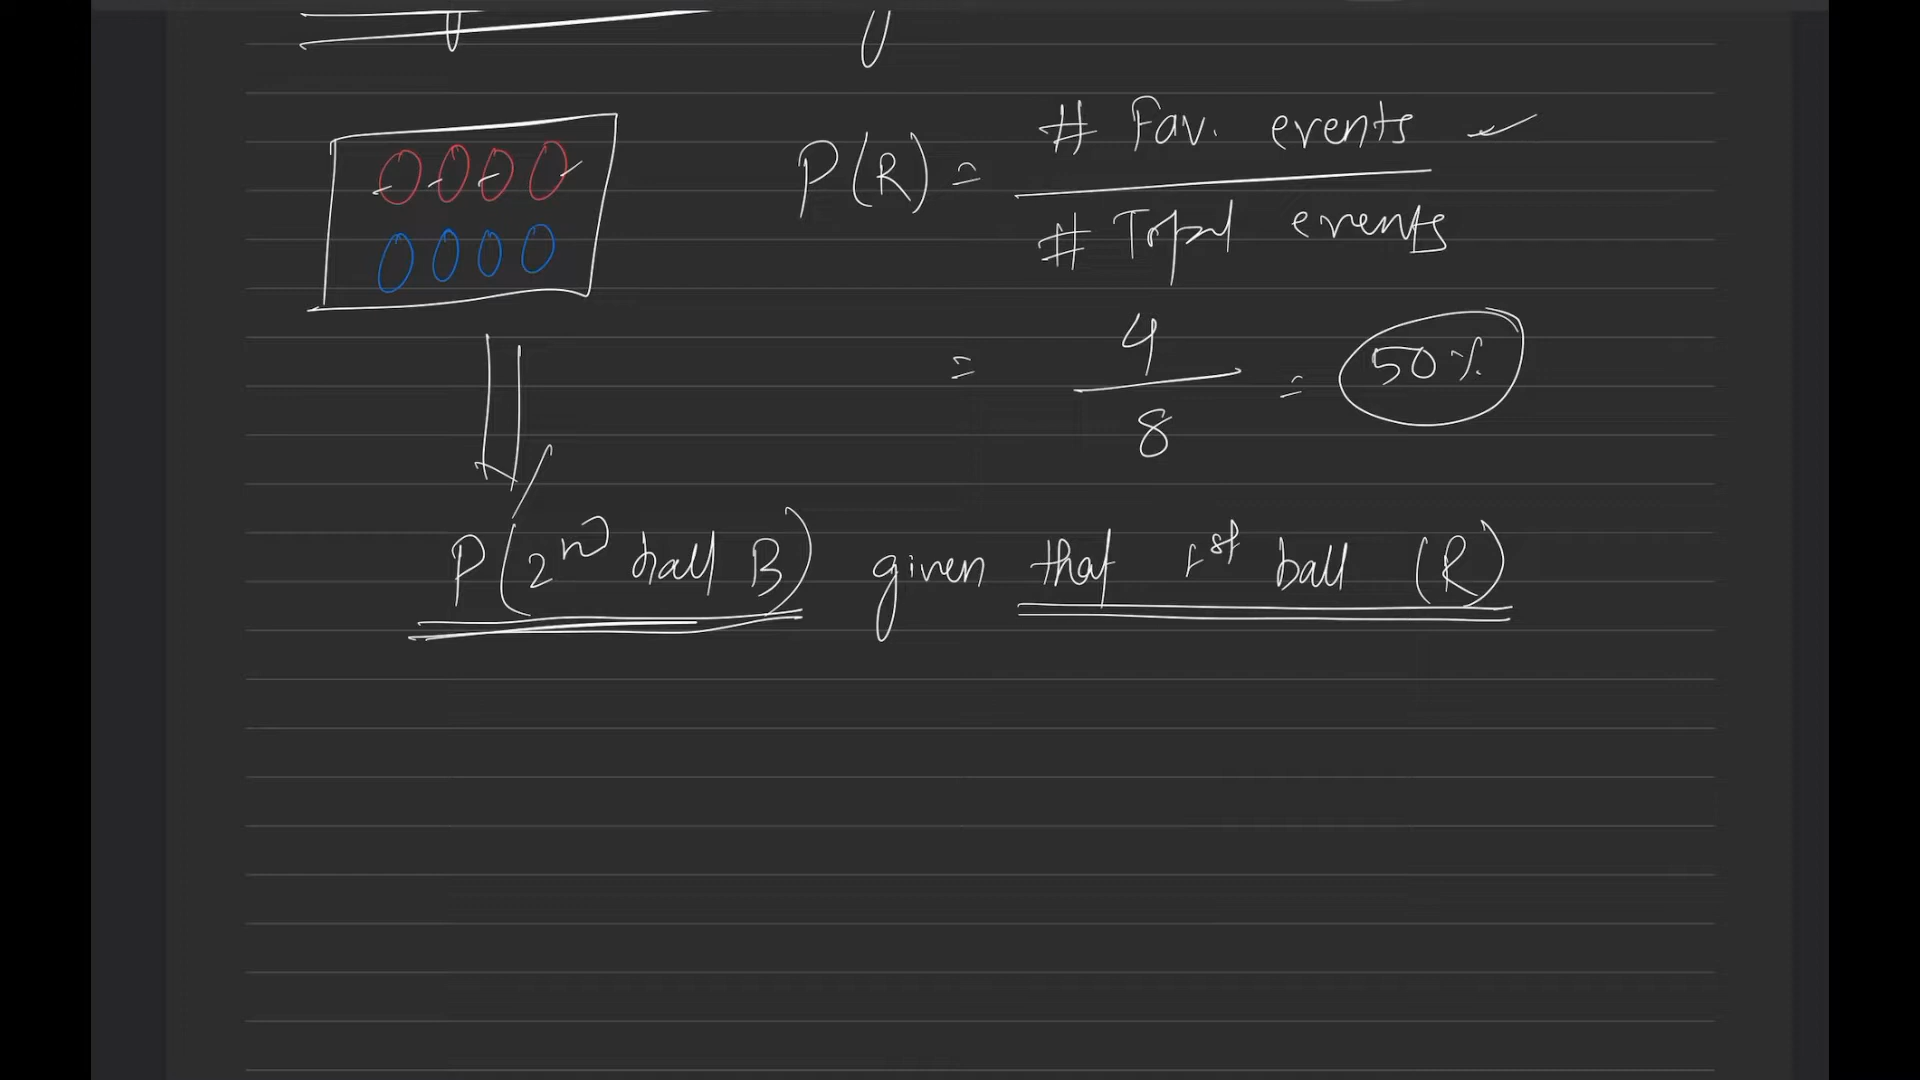 P(R) = # Fav. events
# Total events
= 4
8
= 50%
P(2nd ball B) given that 1st ball (R)